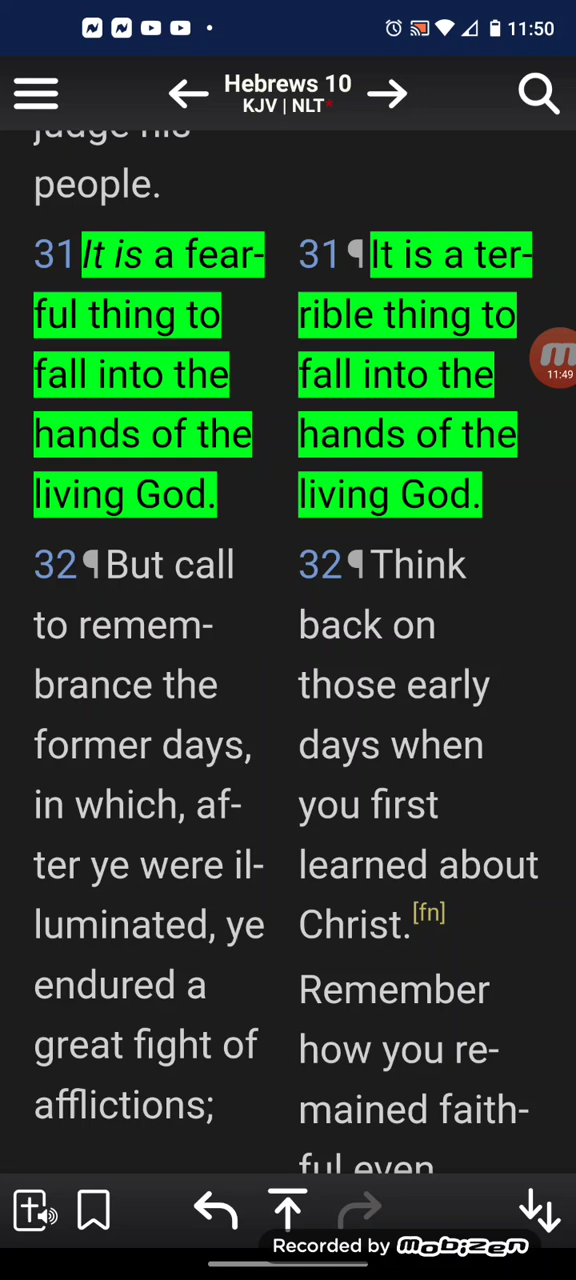 11:50
Hebrews 10
KJV | NLT*
judge his
people.
31 It is a fear-
ful thing to
fall into the
hands of the
living God.
32 ¶ But call
to remem-
brance the
former days,
in which, af-
ter ye were il-
luminated, ye
endured a
great fight of
afflictions;
31 ¶ It is a ter-
rible thing to
fall into the
hands of the
living God.
32 ¶ Think
back on
those early
days when
you first
learned about
Christ.[fn]
Remember
how you re-
mained faith-
ful even
m
11:49
Recorded by mobizen